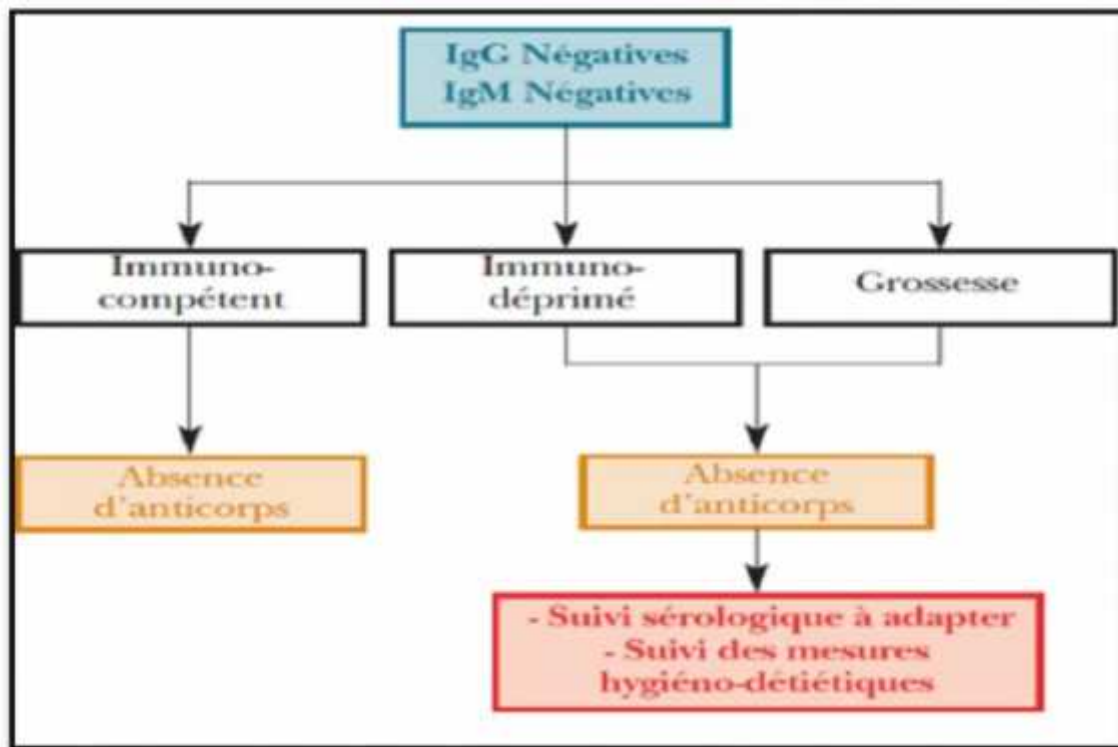 IgG Négatives
IgM Négatives
Immuno-
compétent
Immuno-
déprimé
Grossesse
Absence
d'anticorps
Absence
d'anticorps
- Suivi sérologique à adapter
- Suivi des mesures
hygiéno-détiétiques